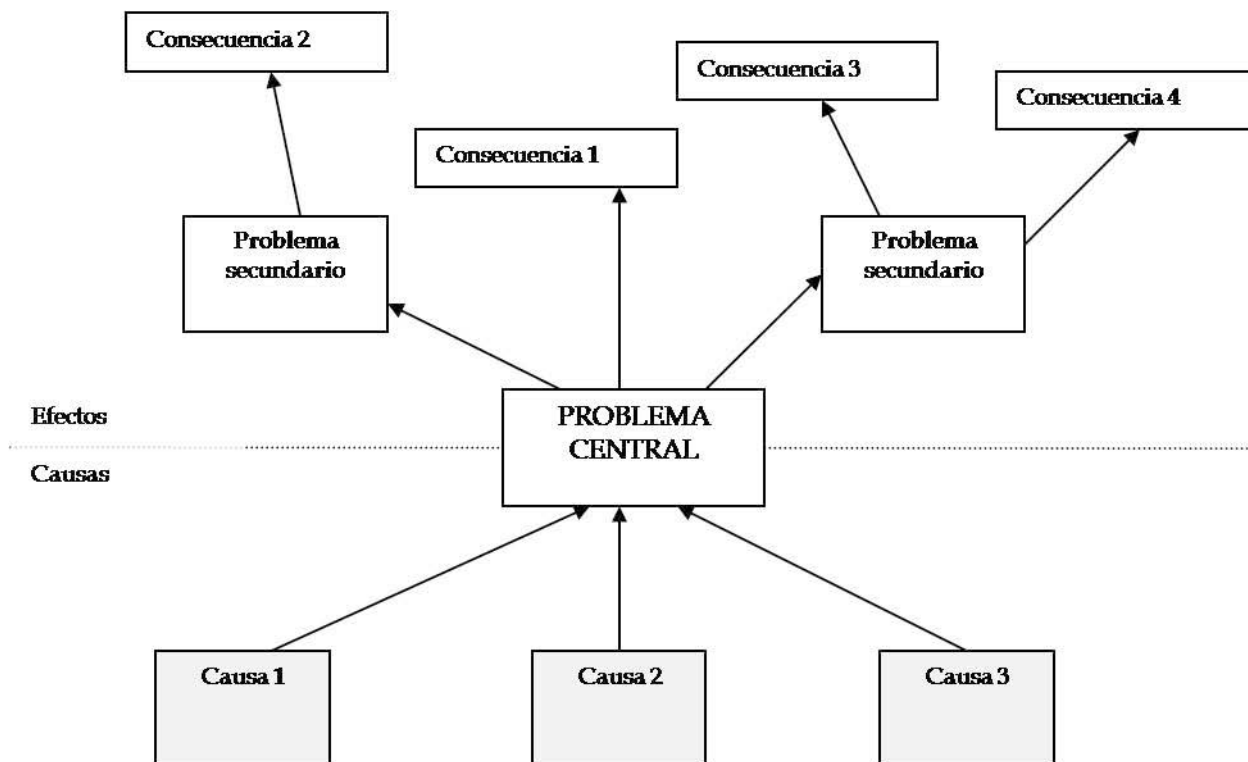 Consecuencia 2
Consecuencia 3
Consecuencia 4
Consecuencia 1
Problema
secundario
Problema
secundario
PROBLEMA
CENTRAL
Efectos
Causas
Causa 1
Causa 2
Causa 3